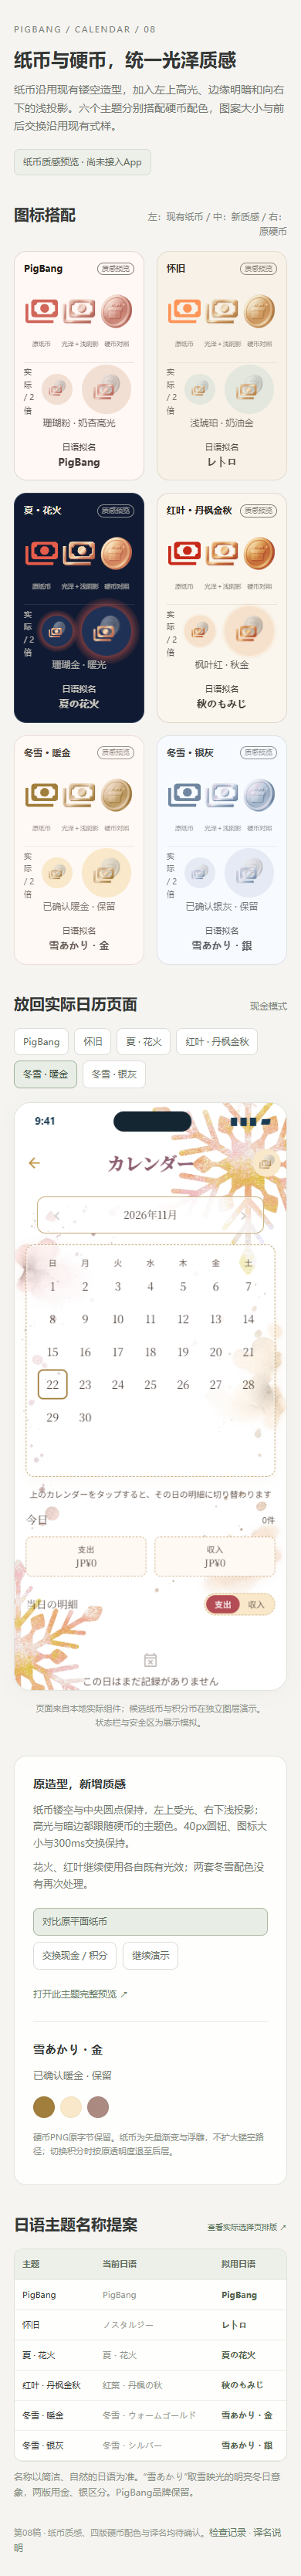 PIGBANG / CALENDAR / 08
纸币与硬币，统一光泽质感
纸币沿用现有镂空造型，加入左上高光、边缘明暗和向右
下的浅投影。六个主题分别搭配硬币配色，图案大小与前
后交换沿用现有式样。
纸币质感预览 · 尚未接入App
图标搭配
左：现有纸币 / 中：新质感 / 右：
原硬币
PigBang
质感预览
原纸币 光泽＋浅阴影 硬币对照
实
际
/ 2
倍
珊瑚粉 · 奶杏高光
日语拟名
PigBang
怀旧
质感预览
原纸币 光泽＋浅阴影 硬币对照
实
际
/ 2
倍
浅琥珀 · 奶油金
日语拟名
レトロ
夏 · 花火
质感预览
原纸币 光泽＋浅阴影 硬币对照
实
际
/ 2
倍
珊瑚金 · 暖光
日语拟名
夏の花火
红叶 · 丹枫金秋
质感预览
原纸币 光泽＋浅阴影 硬币对照
实
际
/ 2
倍
枫叶红 · 秋金
日语拟名
秋のもみじ
冬雪 · 暖金
质感预览
原纸币 光泽＋浅阴影 硬币对照
实
际
/ 2
倍
已确认暖金 · 保留
日语拟名
雪あかり · 金
冬雪 · 银灰
质感预览
原纸币 光泽＋浅阴影 硬币对照
实
际
/ 2
倍
已确认银灰 · 保留
日语拟名
雪あかり · 銀
放回实际日历页面
现金模式
PigBang 怀旧 夏 · 花火 红叶 · 丹枫金秋
冬雪 · 暖金 冬雪 · 银灰
9:41
カレンダー
2026年11月
日 月 火 水 木 金 土
1 2 3 4 5 6 7
8 9 10 11 12 13 14
15 16 17 18 19 20 21
22 23 24 25 26 27 28
29 30
上のカレンダーをタップすると、その日の明細に切り替わります
今日 0件
支出 収入
JP¥0 JP¥0
当日の明細 支出 収入
この日はまだ記録がありません
页面来自本地实际组件；候选纸币与积分币在独立图层演示。
状态栏与安全区为展示模拟。
原造型，新增质感
纸币镂空与中央圆点保持，左上受光、右下浅投影；
高光与暗边都跟随硬币的主题色。40px圆钮、图标大
小与300ms交换保持。
花火、红叶继续使用各自既有光效；两套冬雪配色没
有再次处理。
对比原平面纸币
交换现金 / 积分 继续演示
打开此主题完整预览 ↗
雪あかり · 金
已确认暖金 · 保留
硬币PNG原字节保留。纸币为矢量渐变与浮雕，不扩大镂空路
径；切换积分时按原透明度退至后层。
日语主题名称提案
查看实际选择页排版 ↗
主题 当前日语 拟用日语
PigBang PigBang PigBang
怀旧 ノスタルジー レトロ
夏 · 花火 夏 · 花火 夏の花火
红叶 · 丹枫金秋 紅葉 · 丹楓の秋 秋のもみじ
冬雪 · 暖金 冬雪 · ウォームゴールド 雪あかり · 金
冬雪 · 银灰 冬雪 · シルバー 雪あかり · 銀
名称以简洁、自然的日语为准。“雪あかり”取雪映光的明亮冬日意
象，两版用金、银区分。PigBang品牌保留。
第08稿 · 纸币质感、四版硬币配色与译名均待确认。检查记录 · 译名说
明